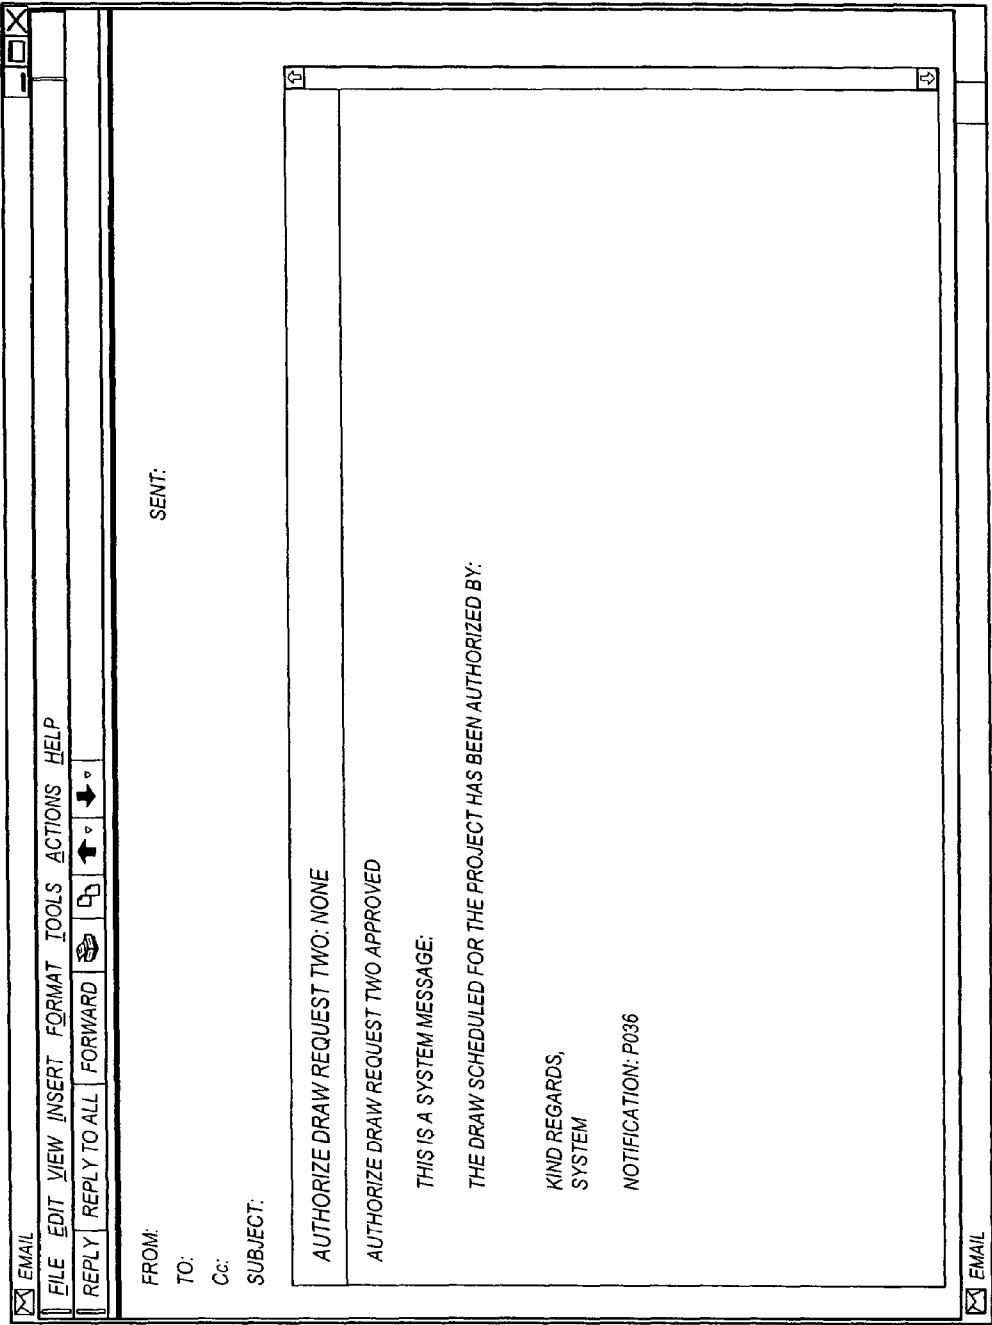 EMAIL
FILE EDIT VIEW INSERT FORMAT TOOLS ACTIONS HELP
REPLY REPLY TO ALL FORWARD
FROM:
SENT:
TO:
Cc:
SUBJECT:
AUTHORIZE DRAW REQUEST TWO: NONE
AUTHORIZE DRAW REQUEST TWO APPROVED
THIS IS A SYSTEM MESSAGE:
THE DRAW SCHEDULED FOR THE PROJECT HAS BEEN AUTHORIZED BY:
KIND REGARDS,
SYSTEM
NOTIFICATION: P036
EMAIL